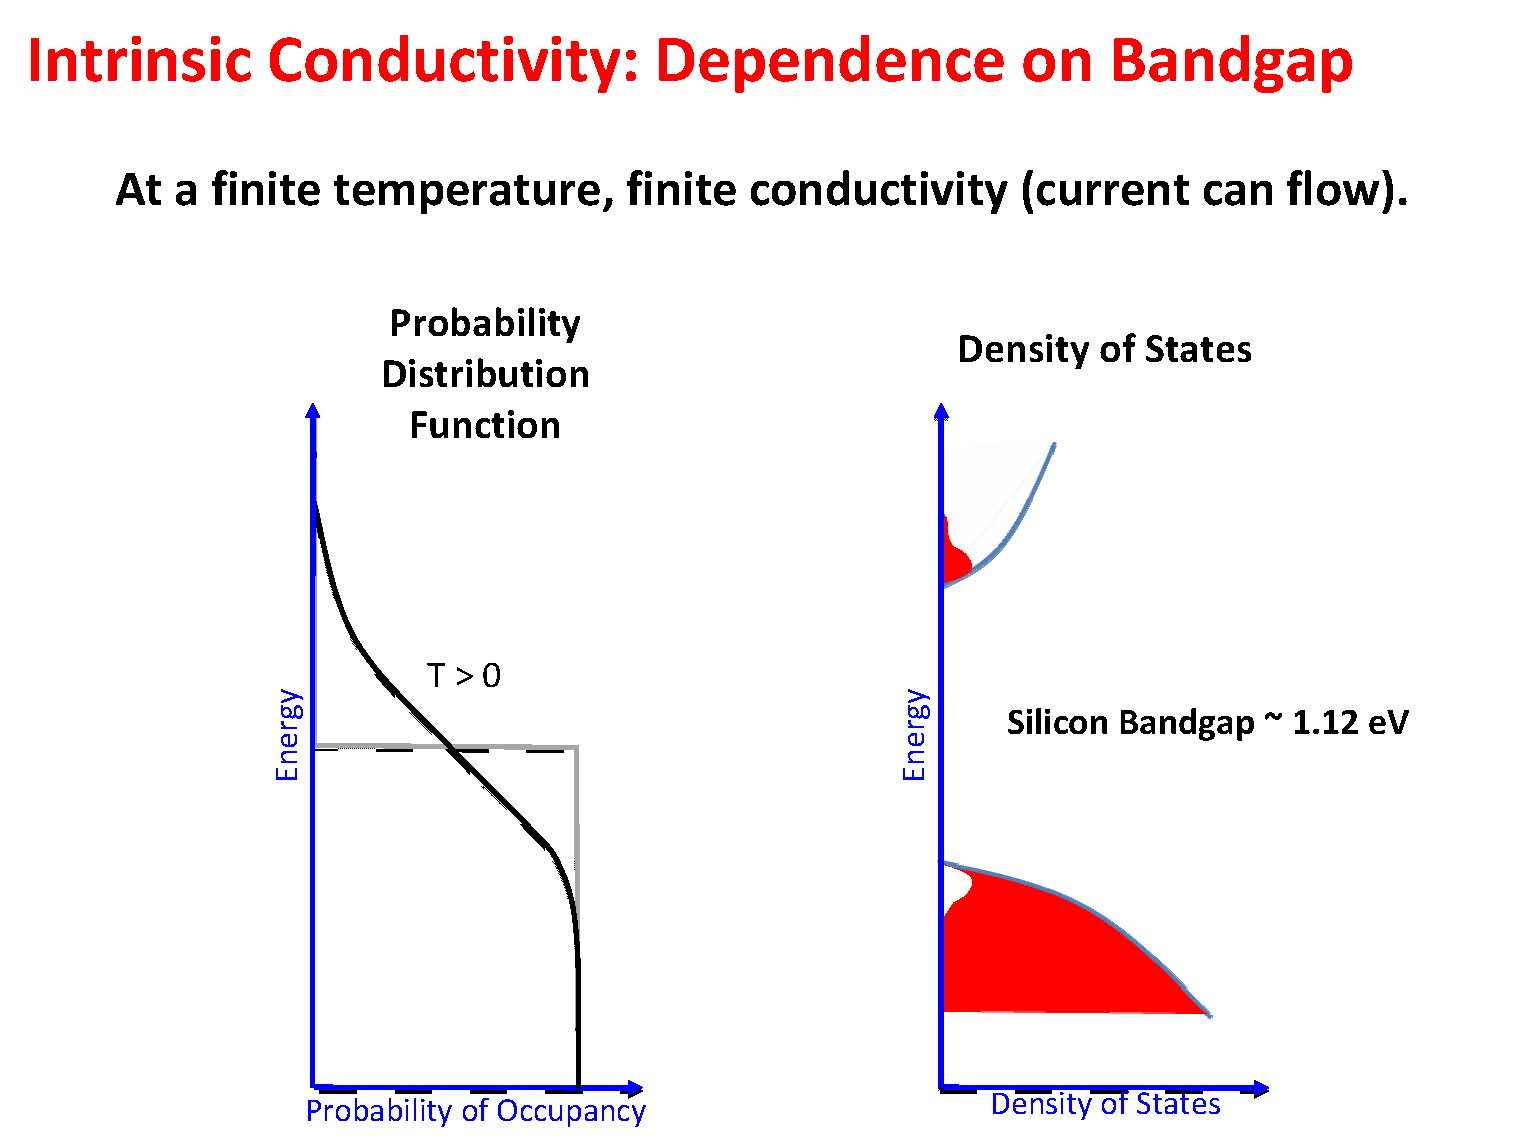 Intrinsic Conductivity: Dependence on Bandgap
At a finite temperature, finite conductivity (current can flow).
Probability
Distribution
Function
Energy
T > 0
Probability of Occupancy
Density of States
Energy
Silicon Bandgap ~ 1.12 eV
Density of States